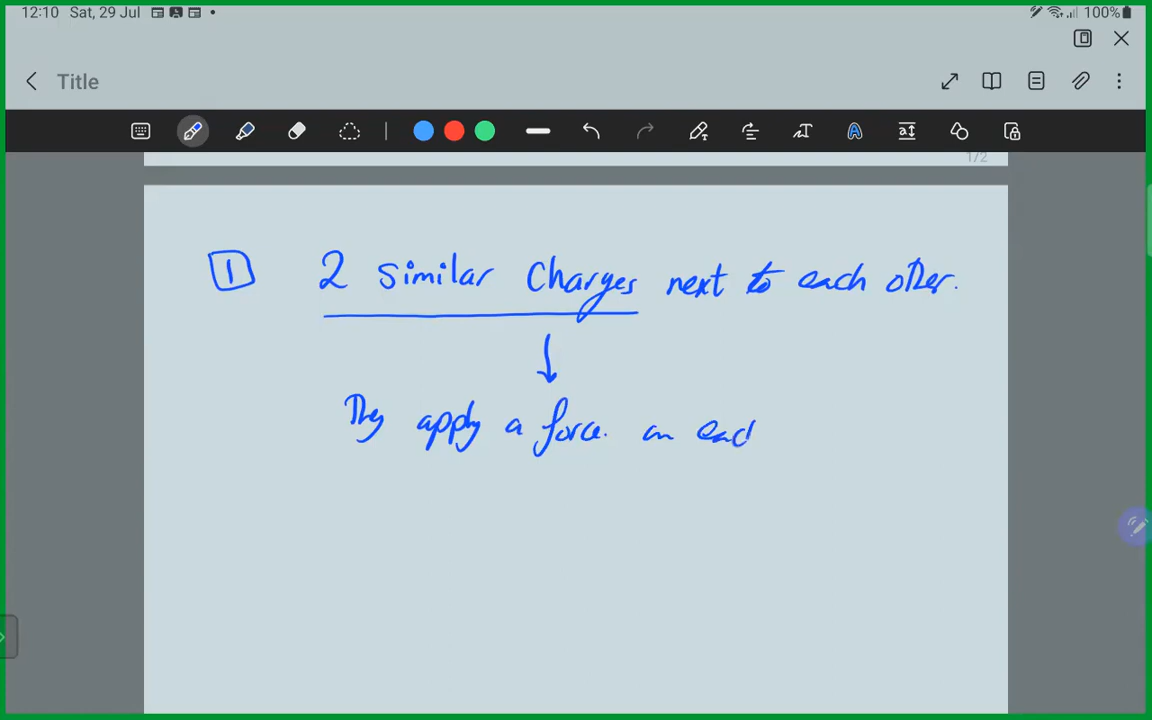 12:10 Sat, 29 Jul 100%
Title
1/2
1 2 Similar Charges next to each other.
They apply a force. on eac